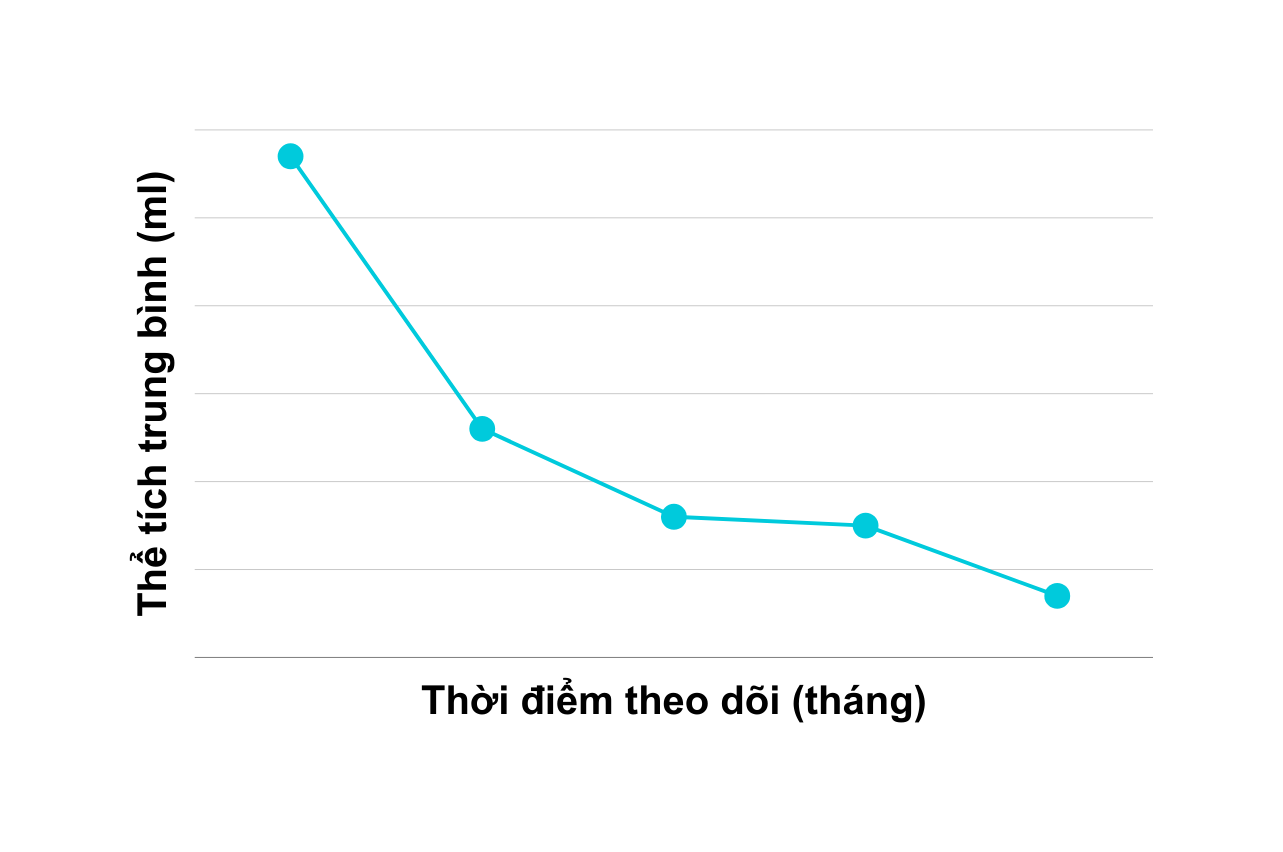 Thể tích trung bình (ml)
Thời điểm theo dõi (tháng)